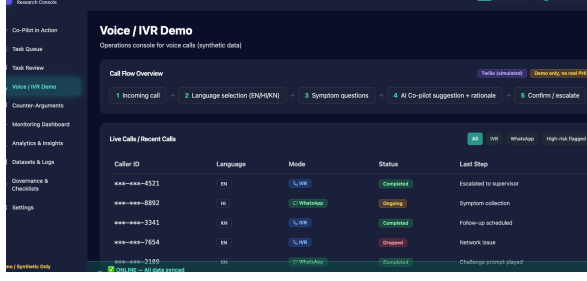 Research Console
Co-Pilot In Action
Task Queue
Task Review
Voice / IVR Demo
Counter-Arguments
Monitoring Dashboard
Analytics & Insights
Datasets & Logs
Governance &
Checklists
Settings
mo / Synthetic Only
Voice / IVR Demo
Operations console for voice calls (synthetic data)
Call Flow Overview
Twilio (simulated) Demo only, no real PHI
1 Incoming call → 2 Language selection (EN/HI/KN) → 3 Symptom questions → 4 AI Co-pilot suggestion + rationale → 5 Confirm / escalate
Live Calls / Recent Calls
All IVR WhatsApp High-risk flagged
Caller ID Language Mode Status Last Step
***-***-4521 EN IVR Completed Escalated to supervisor
***-***-8892 HI WhatsApp Ongoing Symptom collection
***-***-3341 KN IVR Completed Follow-up scheduled
***-***-7654 EN IVR Dropped Network issue
***-***-2109 KN WhatsApp Completed Challenge prompt played
✅ ONLINE — All data synced